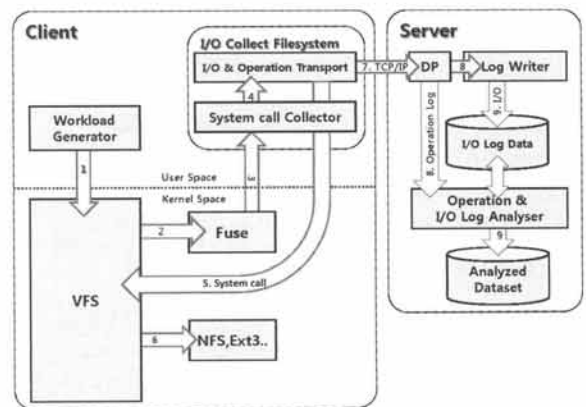 Client
I/O Collect Filesystem
I/O & Operation Transport
4
System call Collector
Workload
Generator
1
User Space
Kernel Space
3
2
Fuse
VFS
5. System call
6
NFS,Ext3..
7. TCP/IP
Server
DP
8
Log Writer
8. Operation Log
9. I/O
I/O Log Data
Operation &
I/O Log Analyser
9
Analyzed
Dataset